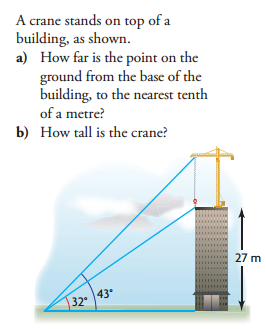 A crane stands on top of a
building, as shown.
a) How far is the point on the
ground from the base of the
building, to the nearest tenth
of a metre?
b) How tall is the crane?
27 m
43°
32°